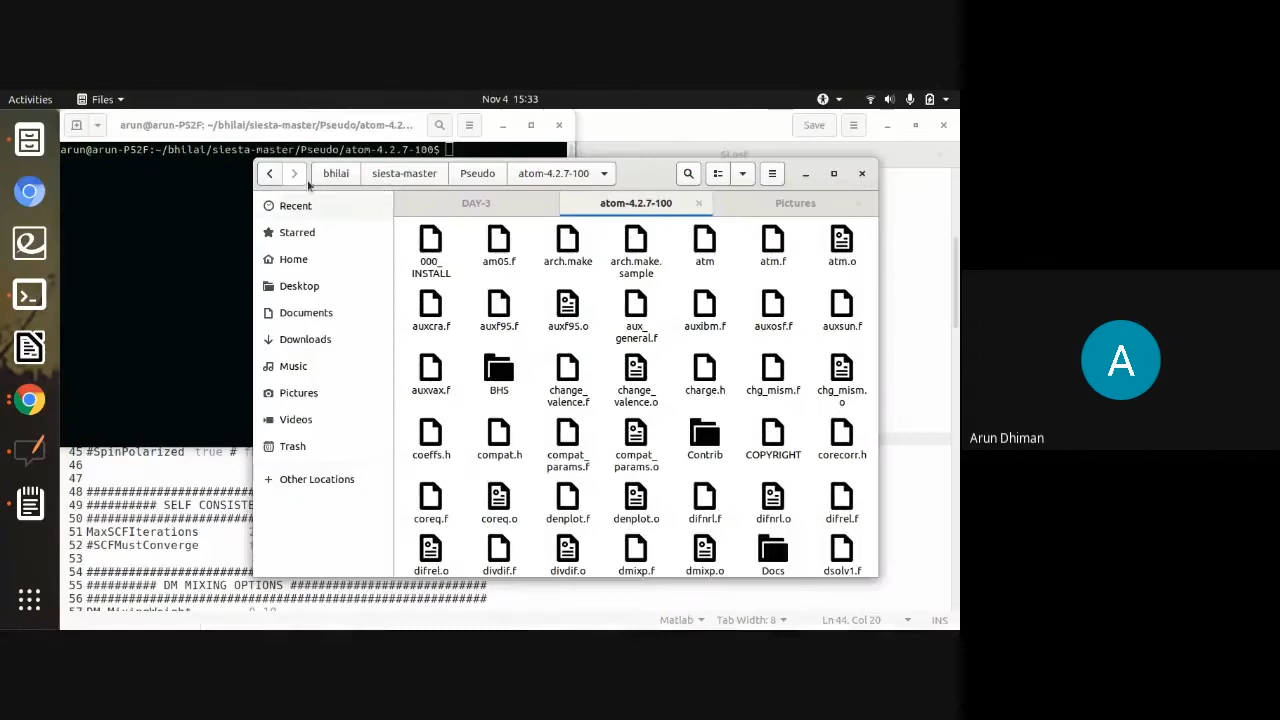 Activities
Files
Nov 4 15:33
arun@arun-PS2F: ~/bhilai/siesta-master/Pseudo/atom-4.2...
Save
arun@arun-PS2F:~/bhilai/siesta-master/Pseudo/atom-4.2.7-100$
bhilai
siesta-master
Pseudo
atom-4.2.7-100
DAY-3
atom-4.2.7-100
Pictures
Recent
Starred
Home
Desktop
Documents
Downloads
Music
Pictures
Videos
Trash
Other Locations
000_
INSTALL
am05.f
arch.make
arch.make.
sample
atm
atm.f
atm.o
auxcra.f
auxf95.f
auxf95.o
aux_
general.f
auxibm.f
auxosf.f
auxsun.f
auxvax.f
BHS
change_
valence.f
change_
valence.o
charge.h
chg_mism.f
chg_mism.
o
coeffs.h
compat.h
compat_
params.f
compat_
params.o
Contrib
COPYRIGHT
corecorr.h
coreq.f
coreq.o
denplot.f
denplot.o
difnrl.f
difnrl.o
difrel.f
difrel.o
divdif.f
divdif.o
dmixp.f
dmixp.o
Docs
dsolv1.f
45 #SpinPolarized true #
46
47
48 #########################
49 ########## SELF CONSISTE
50 #########################
51 MaxSCFIterations
52 #SCFMustConverge
53
54 #########################
55 ########## DM MIXING OPTIONS ##############################
56 #############################################################
Matlab
Tab Width: 8
Ln 44, Col 20
INS
A
Arun Dhiman